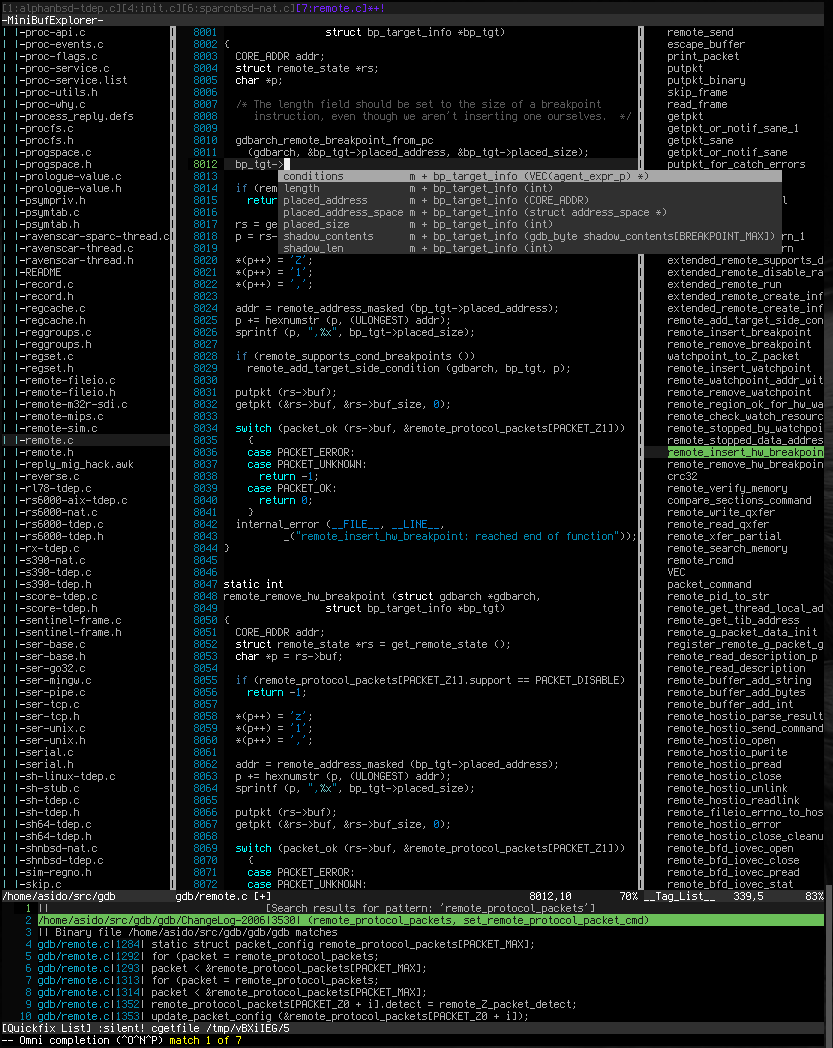 [1:alphanbsd-tdep.c][4:init.c][6:sparcnbsd-nat.c][7:remote.c]*+!
-MiniBufExplorer-
| |-proc-api.c
| |-proc-events.c
| |-proc-flags.c
| |-proc-service.c
| |-proc-service.list
| |-proc-utils.h
| |-proc-why.c
| |-process_reply.defs
| |-procfs.c
| |-procfs.h
| |-progspace.c
| |-progspace.h
| |-prologue-value.c
| |-prologue-value.h
| |-psympriv.h
| |-psymtab.c
| |-psymtab.h
| |-ravenscar-sparc-thread.c
| |-ravenscar-thread.c
| |-ravenscar-thread.h
| |-README
| |-record.c
| |-record.h
| |-regcache.c
| |-regcache.h
| |-reggroups.c
| |-reggroups.h
| |-regset.c
| |-regset.h
| |-remote-fileio.c
| |-remote-fileio.h
| |-remote-m32r-sdi.c
| |-remote-mips.c
| |-remote-sim.c
| |-remote.c
| |-remote.h
| |-reply_mig_hack.awk
| |-reverse.c
| |-rl78-tdep.c
| |-rs6000-aix-tdep.c
| |-rs6000-nat.c
| |-rs6000-tdep.c
| |-rs6000-tdep.h
| |-rx-tdep.c
| |-s390-nat.c
| |-s390-tdep.c
| |-s390-tdep.h
| |-score-tdep.c
| |-score-tdep.h
| |-sentinel-frame.c
| |-sentinel-frame.h
| |-ser-base.c
| |-ser-base.h
| |-ser-go32.c
| |-ser-mingw.c
| |-ser-pipe.c
| |-ser-tcp.c
| |-ser-tcp.h
| |-ser-unix.c
| |-ser-unix.h
| |-serial.c
| |-serial.h
| |-sh-linux-tdep.c
| |-sh-stub.c
| |-sh-tdep.c
| |-sh-tdep.h
| |-sh64-tdep.c
| |-sh64-tdep.h
| |-shnbsd-nat.c
| |-shnbsd-tdep.c
| |-sim-regno.h
| |-skip.c
8001 struct bp_target_info *bp_tgt)
8002 {
8003 CORE_ADDR addr;
8004 struct remote_state *rs;
8005 char *p;
8006
8007 /* The length field should be set to the size of a breakpoint
8008 instruction, even though we aren't inserting one ourselves. */
8009
8010 gdbarch_remote_breakpoint_from_pc
8011 (gdbarch, &bp_tgt->placed_address, &bp_tgt->placed_size);
8012 bp_tgt->
8013
conditions m + bp_target_info (VEC(agent_expr_p) *)
8014 if (rem
length m + bp_target_info (int)
8015 retur
placed_address m + bp_target_info (CORE_ADDR)
8016
placed_address_space m + bp_target_info (struct address_space *)
8017 rs = ge
placed_size m + bp_target_info (int)
8018 p = rs-
shadow_contents m + bp_target_info (gdb_byte shadow_contents[BREAKPOINT_MAX])
8019
shadow_len m + bp_target_info (int)
8020 *(p++) = 'Z';
8021 *(p++) = '1';
8022 *(p++) = ',';
8023
8024 addr = remote_address_masked (bp_tgt->placed_address);
8025 p += hexnumstr (p, (ULONGEST) addr);
8026 sprintf (p, ",%x", bp_tgt->placed_size);
8027
8028 if (remote_supports_cond_breakpoints ())
8029 remote_add_target_side_condition (gdbarch, bp_tgt, p);
8030
8031 putpkt (rs->buf);
8032 getpkt (&rs->buf, &rs->buf_size, 0);
8033
8034 switch (packet_ok (rs->buf, &remote_protocol_packets[PACKET_Z1]))
8035 {
8036 case PACKET_ERROR:
8037 case PACKET_UNKNOWN:
8038 return -1;
8039 case PACKET_OK:
8040 return 0;
8041 }
8042 internal_error (__FILE__, __LINE__,
8043 _("remote_insert_hw_breakpoint: reached end of function"));
8044 }
8045
8046
8047 static int
8048 remote_remove_hw_breakpoint (struct gdbarch *gdbarch,
8049 struct bp_target_info *bp_tgt)
8050 {
8051 CORE_ADDR addr;
8052 struct remote_state *rs = get_remote_state ();
8053 char *p = rs->buf;
8054
8055 if (remote_protocol_packets[PACKET_Z1].support == PACKET_DISABLE)
8056 return -1;
8057
8058 *(p++) = 'z';
8059 *(p++) = '1';
8060 *(p++) = ',';
8061
8062 addr = remote_address_masked (bp_tgt->placed_address);
8063 p += hexnumstr (p, (ULONGEST) addr);
8064 sprintf (p, ",%x", bp_tgt->placed_size);
8065
8066 putpkt (rs->buf);
8067 getpkt (&rs->buf, &rs->buf_size, 0);
8068
8069 switch (packet_ok (rs->buf, &remote_protocol_packets[PACKET_Z1]))
8070 {
8071 case PACKET_ERROR:
8072 case PACKET_UNKNOWN:
remote_send
escape_buffer
print_packet
putpkt
putpkt_binary
skip_frame
read_frame
getpkt
getpkt_or_notif_sane_1
getpkt_sane
getpkt_or_notif_sane
putpkt_for_catch_errors
rn_1
rn
extended_remote_supports_d
extended_remote_disable_ra
extended_remote_run
extended_remote_create_inf
extended_remote_create_inf
remote_add_target_side_con
remote_insert_breakpoint
remote_remove_breakpoint
watchpoint_to_Z_packet
remote_insert_watchpoint
remote_watchpoint_addr_wit
remote_remove_watchpoint
remote_region_ok_for_hw_wa
remote_check_watch_resourc
remote_stopped_by_watchpoi
remote_stopped_data_addres
remote_insert_hw_breakpoin
remote_remove_hw_breakpoin
crc32
remote_verify_memory
compare_sections_command
remote_write_qxfer
remote_read_qxfer
remote_xfer_partial
remote_search_memory
remote_rcmd
VEC
packet_command
remote_pid_to_str
remote_get_thread_local_ad
remote_get_tib_address
remote_g_packet_data_init
register_remote_g_packet_g
remote_read_description_p
remote_read_description
remote_buffer_add_string
remote_buffer_add_bytes
remote_buffer_add_int
remote_hostio_parse_result
remote_hostio_send_command
remote_hostio_open
remote_hostio_pwrite
remote_hostio_pread
remote_hostio_close
remote_hostio_unlink
remote_hostio_readlink
remote_fileio_errno_to_hos
remote_hostio_error
remote_hostio_close_cleanu
remote_bfd_iovec_open
remote_bfd_iovec_close
remote_bfd_iovec_pread
remote_bfd_iovec_stat
/home/asido/src/gdb gdb/remote.c [+] 8012,10 70% __Tag_List__ 339,5 83%
1 || [Search results for pattern: 'remote_protocol_packets']
2 /home/asido/src/gdb/gdb/ChangeLog-2006|3530| (remote_protocol_packets, set_remote_protocol_packet_cmd)
3 || Binary file /home/asido/src/gdb/gdb/gdb matches
4 gdb/remote.c|1284| static struct packet_config remote_protocol_packets[PACKET_MAX];
5 gdb/remote.c|1292| for (packet = remote_protocol_packets;
6 gdb/remote.c|1293| packet < &remote_protocol_packets[PACKET_MAX];
7 gdb/remote.c|1313| for (packet = remote_protocol_packets;
8 gdb/remote.c|1314| packet < &remote_protocol_packets[PACKET_MAX];
9 gdb/remote.c|1352| remote_protocol_packets[PACKET_Z0 + i].detect = remote_Z_packet_detect;
10 gdb/remote.c|1353| update_packet_config (&remote_protocol_packets[PACKET_Z0 + i]);
[Quickfix List] :silent! cgetfile /tmp/vBXiIEG/5
-- Omni completion (^O^N^P) match 1 of 7